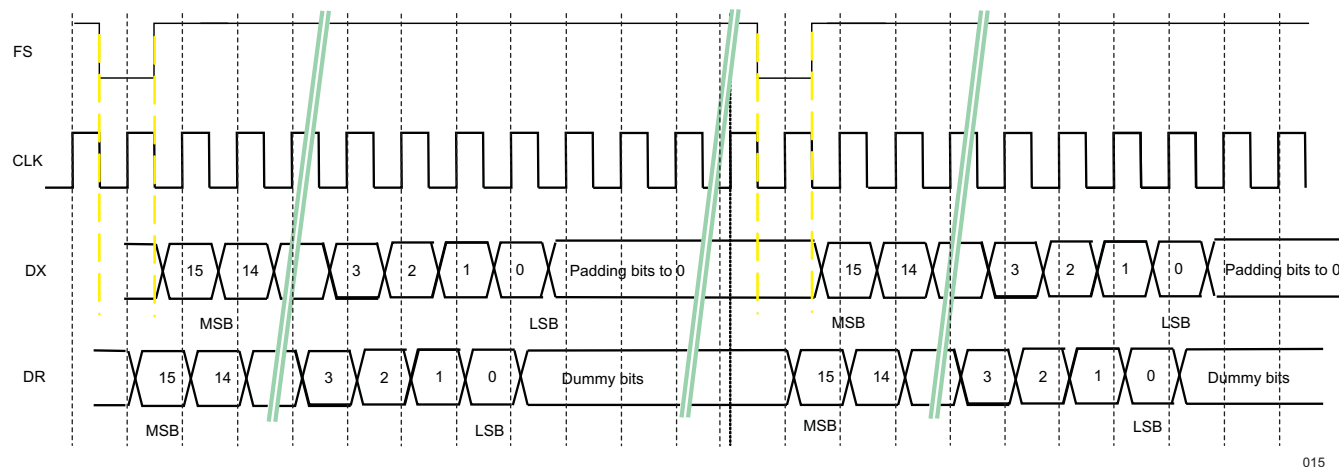 FS
CLK
DX 15 14 3 2 1 0 Padding bits to 0 15 14 3 2 1 0 Padding bits to 0
MSB LSB MSB LSB
DR 15 14 3 2 1 0 Dummy bits 15 14 3 2 1 0 Dummy bits
MSB LSB MSB LSB
015